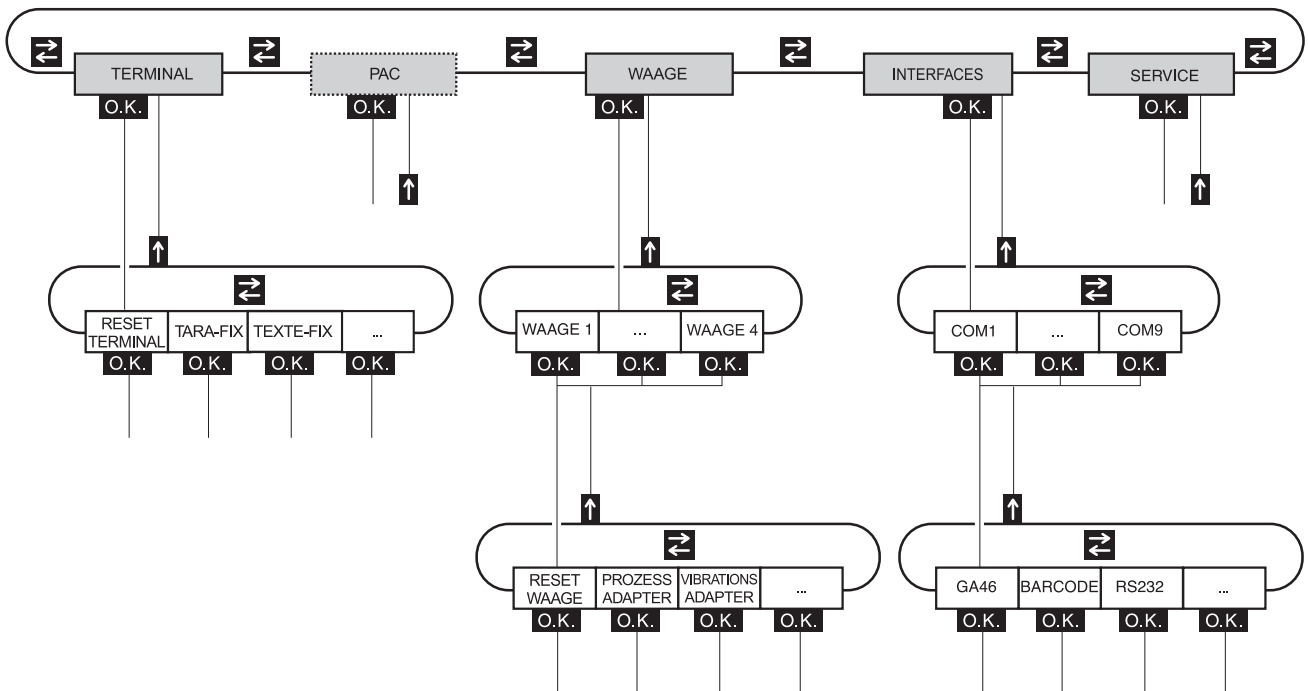 TERMINAL
PAC
WAAGE
INTERFACES
SERVICE
O.K.
O.K.
O.K.
O.K.
O.K.
RESET
TERMINAL
TARA-FIX
TEXTE-FIX
...
O.K.
O.K.
O.K.
O.K.
WAAGE 1
...
WAAGE 4
O.K.
O.K.
O.K.
COM1
...
COM9
O.K.
O.K.
O.K.
RESET
WAAGE
PROZESS
ADAPTER
VIBRATIONS
ADAPTER
...
O.K.
O.K.
O.K.
O.K.
GA46
BARCODE
RS232
...
O.K.
O.K.
O.K.
O.K.